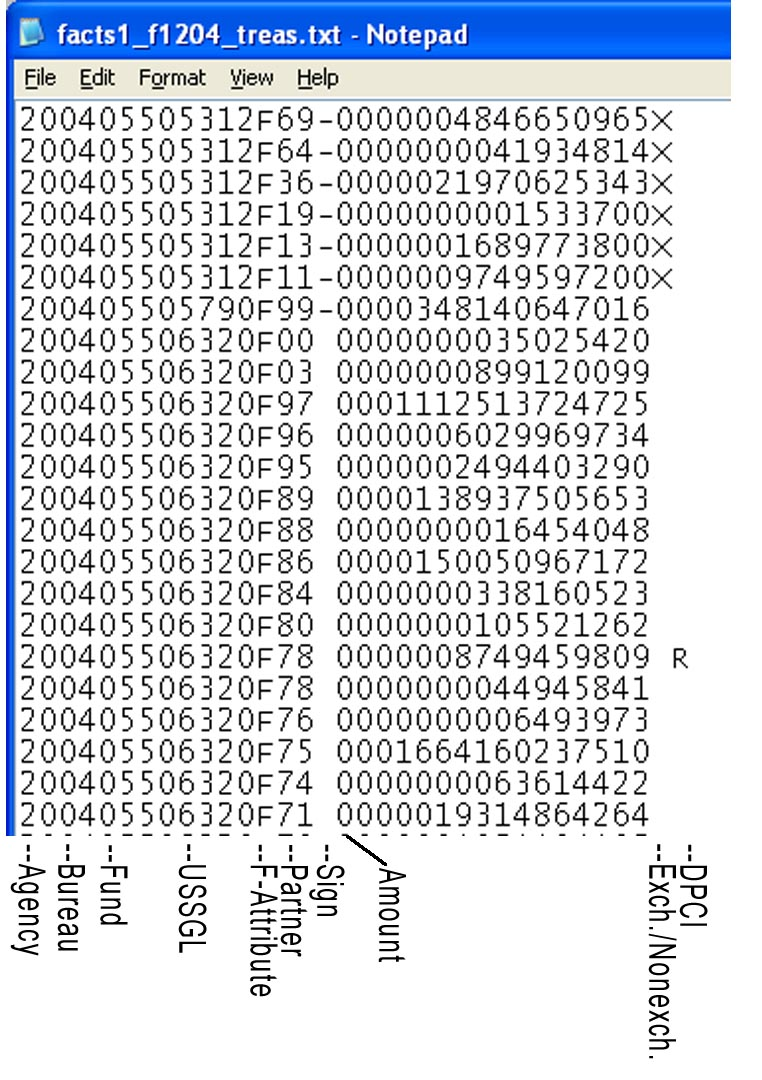 facts1_f1204_treas.txt - Notepad
File Edit Format View Help
200405505312F69-0000004846650965X
200405505312F64-0000000041934814X
200405505312F36-0000021970625343X
200405505312F19-0000000001533700X
200405505312F13-0000001689773800X
200405505312F11-0000009749597200X
200405505790F99-0000348140647016
200405506320F00 0000000035025420
200405506320F03 0000000899120099
200405506320F97 0001112513724725
200405506320F96 0000006029969734
200405506320F95 0000002494403290
200405506320F89 0000138937505653
200405506320F88 0000000016454048
200405506320F86 0000150050967172
200405506320F84 0000000338160523
200405506320F80 0000000105521262
200405506320F78 0000008749459809 R
200405506320F78 0000000044945841
200405506320F76 0000000006493973
200405506320F75 0001664160237510
200405506320F74 0000000063614422
200405506320F71 0000019314864264
--Agency
--Bureau
--Fund
--USSGL
--F-Attribute
--Partner
--Sign
Amount
--Exch./Nonexch.
--DPCI